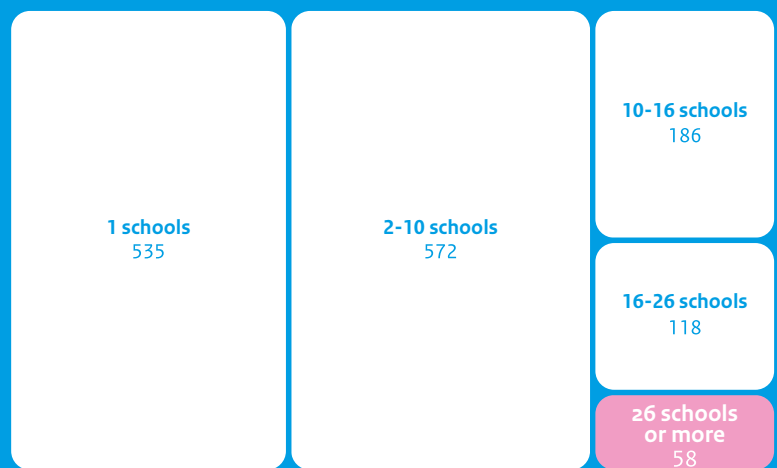 1 schools
535
2-10 schools
572
10-16 schools
186
16-26 schools
118
26 schools
or more
58